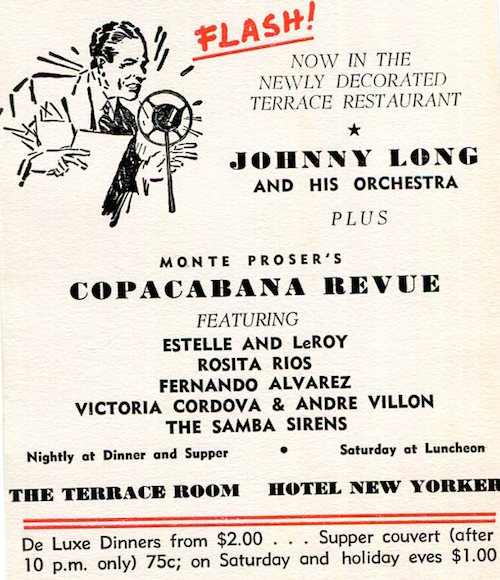 FLASH!
NOW IN THE
NEWLY DECORATED
TERRACE RESTAURANT
★
JOHNNY LONG
AND HIS ORCHESTRA
PLUS
MONTE PROSER'S
COPACABANA REVUE
FEATURING
ESTELLE AND LeROY
ROSITA RIOS
FERNANDO ALVAREZ
VICTORIA CORDOVA & ANDRE VILLON
THE SAMBA SIRENS
Nightly at Dinner and Supper • Saturday at Luncheon
THE TERRACE ROOM HOTEL NEW YORKER
De Luxe Dinners from $2.00 . . . Supper couvert (after
10 p.m. only) 75c; on Saturday and holiday eves $1.00